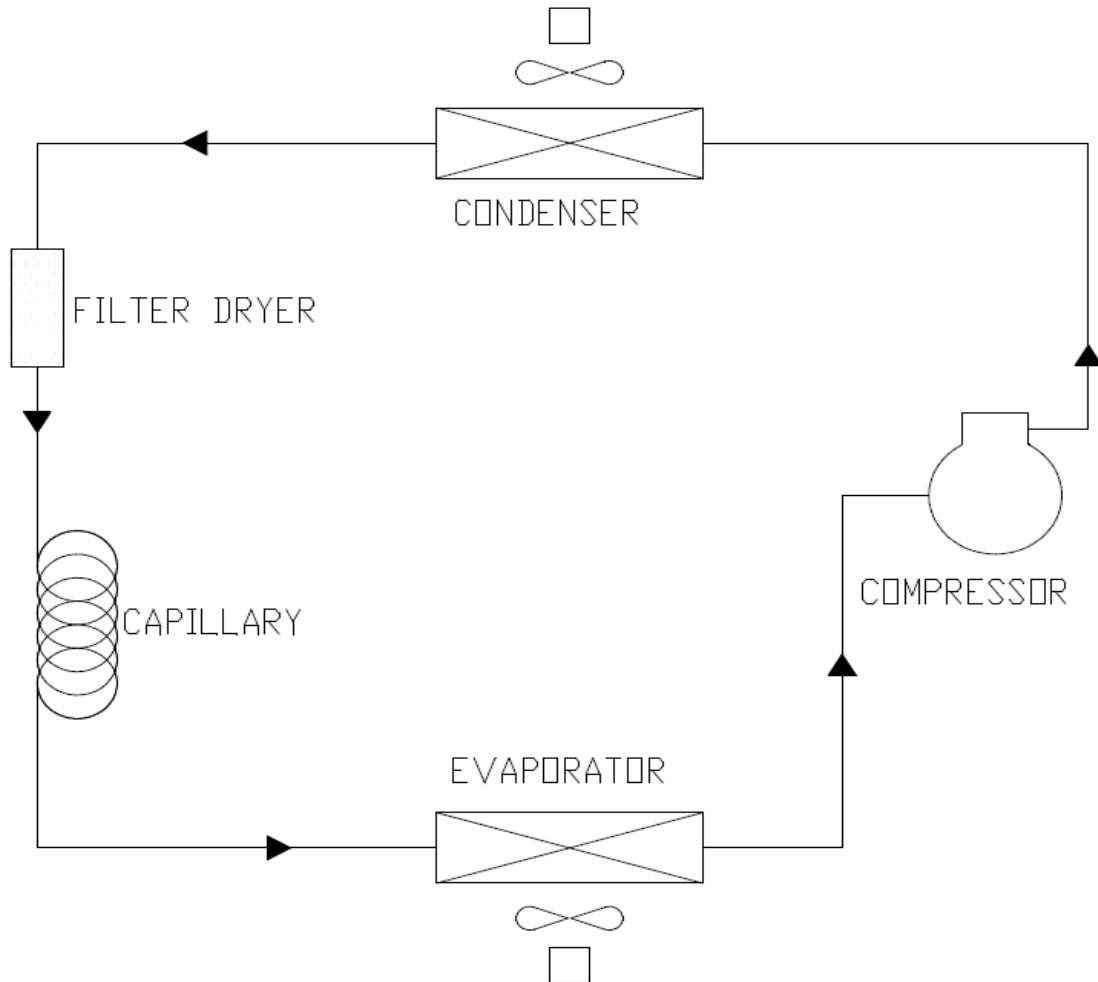 CONDENSER
FILTER DRYER
COMPRESSOR
CAPILLARY
EVAPORATOR